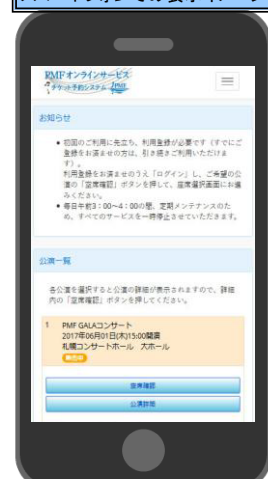 PMFオンラインサービス
チケット予約システム PMF
お知らせ
● 初回のご利用に先立ち、利用登録が必要です（すでにご
登録をお済ませの方は、引き続きご利用いただけま
す）。
利用登録をお済ませのうえ「ログイン」し、ご希望の公
演の「空席確認」ボタンを押して、座席選択画面にお進
みください。
● 毎日午前3：00～4：00の間、定期メンテナンスのた
め、すべてのサービスを一時停止させていただきます。
公演一覧
各公演を選択すると公演の詳細が表示されますので、詳細
内の「空席確認」ボタンを押してください。
1 PMF GALAコンサート
2017年06月01日(木)15:00開演
札幌コンサートホール 大ホール
発売中
空席確認
公演詳細